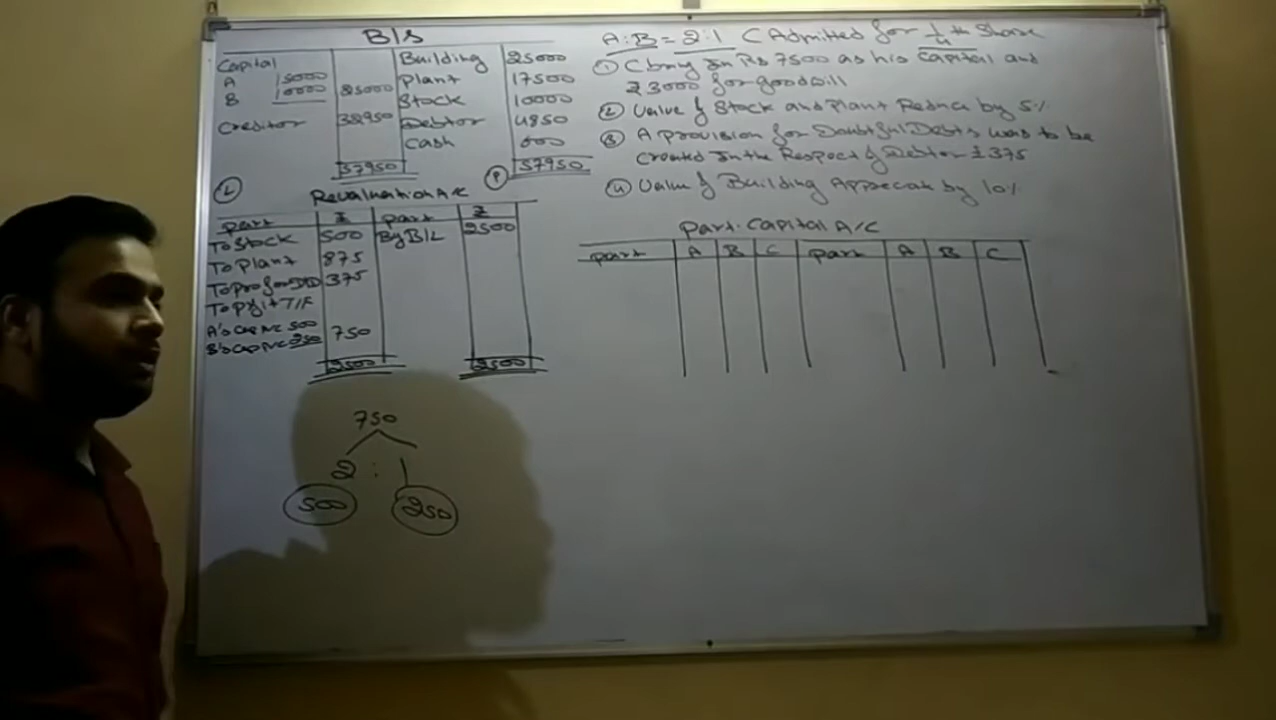 B/S
Capital
A 15000
B 10000 25000
Creditor 32950
57950
Building 25000
Plant 17500
Stock 10000
Debtor 4850
Cash 600
57950
A:B = 2:1 C Admitted for 1/4th Share
① C bring In Rs 7500 as his Capital and
₹ 3000 for goodwill
② Value of Stock and Plant Reduce by 5%
③ A provision for Doubtful Debts was to be
Created In the Respect of Debtor ₹ 375
④ Value of Building Appreciate by 10%
Revaluation A/c
part ₹ part ₹
To Stock 500 By B/L 2500
To Plant 875
To pro for DD 375
To Pyit T/F
A's Cap A/c 500
B's Cap A/c 250 750
2500 2500
750
2 : 1
500 250
Part. Capital A/C
part A B C part A B C